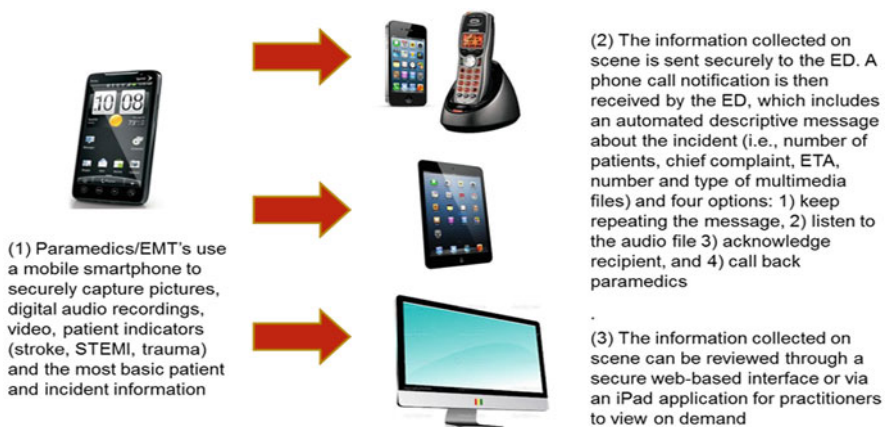 10 08
(1) Paramedics/EMT's use
a mobile smartphone to
securely capture pictures,
digital audio recordings,
video, patient indicators
(stroke, STEMI, trauma)
and the most basic patient
and incident information
(2) The information collected on
scene is sent securely to the ED. A
phone call notification is then
received by the ED, which includes
an automated descriptive message
about the incident (i.e., number of
patients, chief complaint, ETA,
number and type of multimedia
files) and four options: 1) keep
repeating the message, 2) listen to
the audio file 3) acknowledge
recipient, and 4) call back
paramedics
.
(3) The information collected on
scene can be reviewed through a
secure web-based interface or via
an iPad application for practitioners
to view on demand